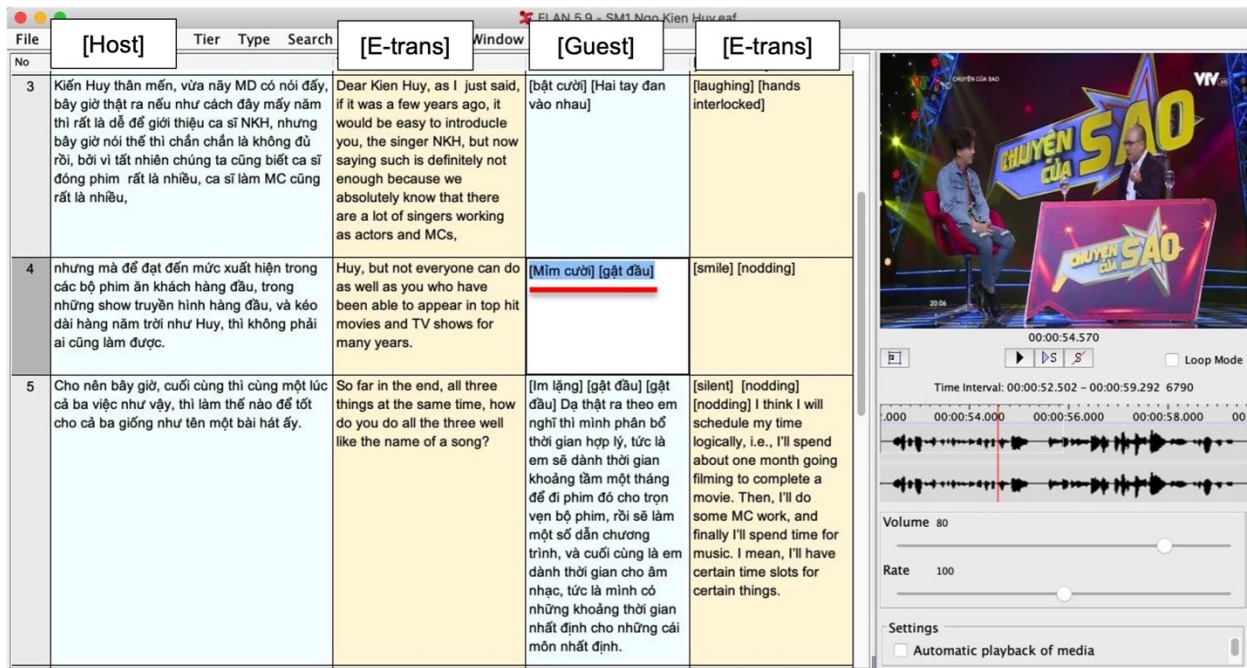 ELAN 5.9 - SM1 Ngo Kien Huy.eaf
File
Tier Type Search
Window
[Host]
[E-trans]
[Guest]
[E-trans]
No
3
Kiến Huy thân mến, vừa nãy MD có nói đấy,
bây giờ thật ra nếu như cách đây mấy năm
thì rất là dễ để giới thiệu ca sĩ NKH, nhưng
bây giờ nói thế thì chắn chắn là không đủ
rồi, bởi vì tất nhiên chúng ta cũng biết ca sĩ
đóng phim rất là nhiều, ca sĩ làm MC cũng
rất là nhiều,
Dear Kien Huy, as I just said,
if it was a few years ago, it
would be easy to introducle
you, the singer NKH, but now
saying such is definitely not
enough because we
absolutely know that there
are a lot of singers working
as actors and MCs,
[bật cười] [Hai tay đan
vào nhau]
[laughing] [hands
interlocked]
4
nhưng mà để đạt đến mức xuất hiện trong
các bộ phim ăn khách hàng đầu, trong
những show truyền hình hàng đầu, và kéo
dài hàng năm trời như Huy, thì không phải
ai cũng làm được.
Huy, but not everyone can do
as well as you who have
been able to appear in top hit
movies and TV shows for
many years.
[Mỉm cười] [gật đầu]
[smile] [nodding]
5
Cho nên bây giờ, cuối cùng thì cùng một lúc
cả ba việc như vậy, thì làm thế nào để tốt
cho cả ba giống như tên một bài hát ấy.
So far in the end, all three
things at the same time, how
do you do all the three well
like the name of a song?
[Im lặng] [gật đầu] [gật
đầu] Dạ thật ra theo em
nghĩ thì mình phân bổ
thời gian hợp lý, tức là
em sẽ dành thời gian
khoảng tầm một tháng
để đi phim đó cho trọn
vẹn bộ phim, rồi sẽ làm
một số dẫn chương
trình, và cuối cùng là em
dành thời gian cho âm
nhạc, tức là mình có
những khoảng thời gian
nhất định cho những cái
môn nhất định.
[silent] [nodding]
[nodding] I think I will
schedule my time
logically, i.e., I'll spend
about one month going
filming to complete a
movie. Then, I'll do
some MC work, and
finally I'll spend time for
music. I mean, I'll have
certain time slots for
certain things.
CHUYỆN CỦA SAO
VTV
CHUYỆN
CỦA SAO
CHUYỆN
CỦA SAO
20:06
00:00:54.570
S S
Loop Mode
Time Interval: 00:00:52.502 - 00:00:59.292 6790
2.000 00:00:54.000 00:00:56.000 00:00:58.000 00
Volume 80
Rate 100
Settings
Automatic playback of media